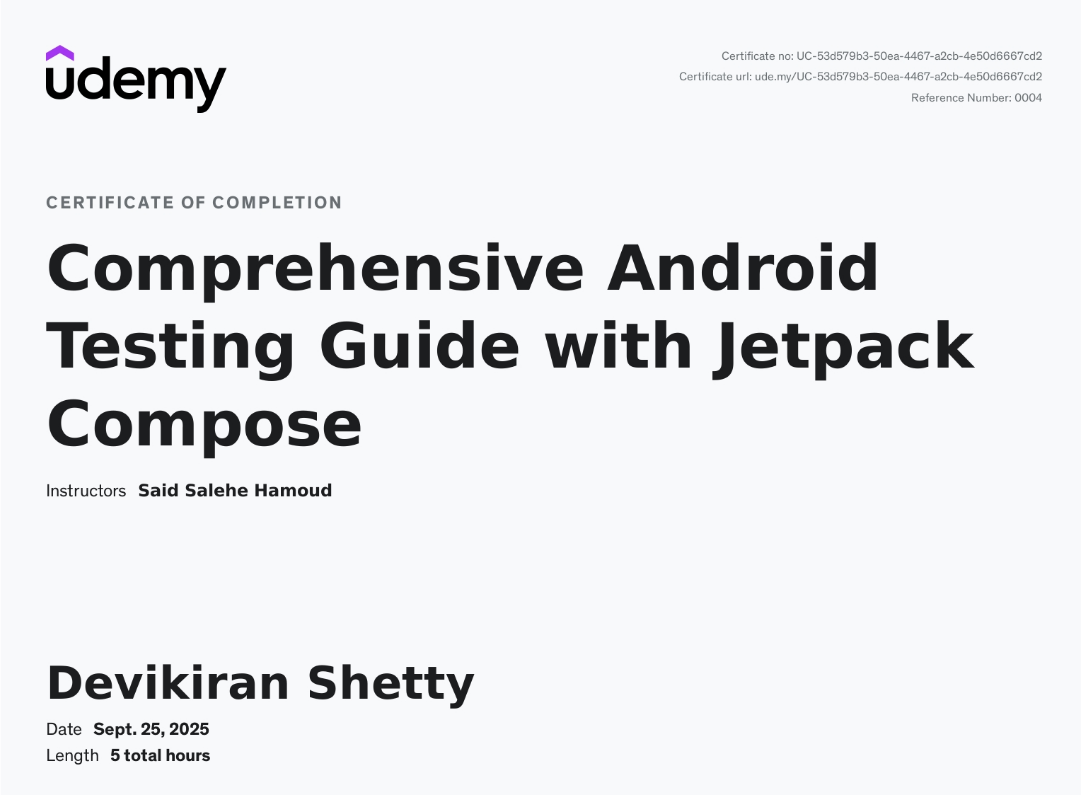 udemy
Certificate no: UC-53d579b3-50ea-4467-a2cb-4e50d6667cd2
Certificate url: ude.my/UC-53d579b3-50ea-4467-a2cb-4e50d6667cd2
Reference Number: 0004
CERTIFICATE OF COMPLETION
Comprehensive Android
Testing Guide with Jetpack
Compose
Instructors Said Salehe Hamoud
Devikiran Shetty
Date Sept. 25, 2025
Length 5 total hours